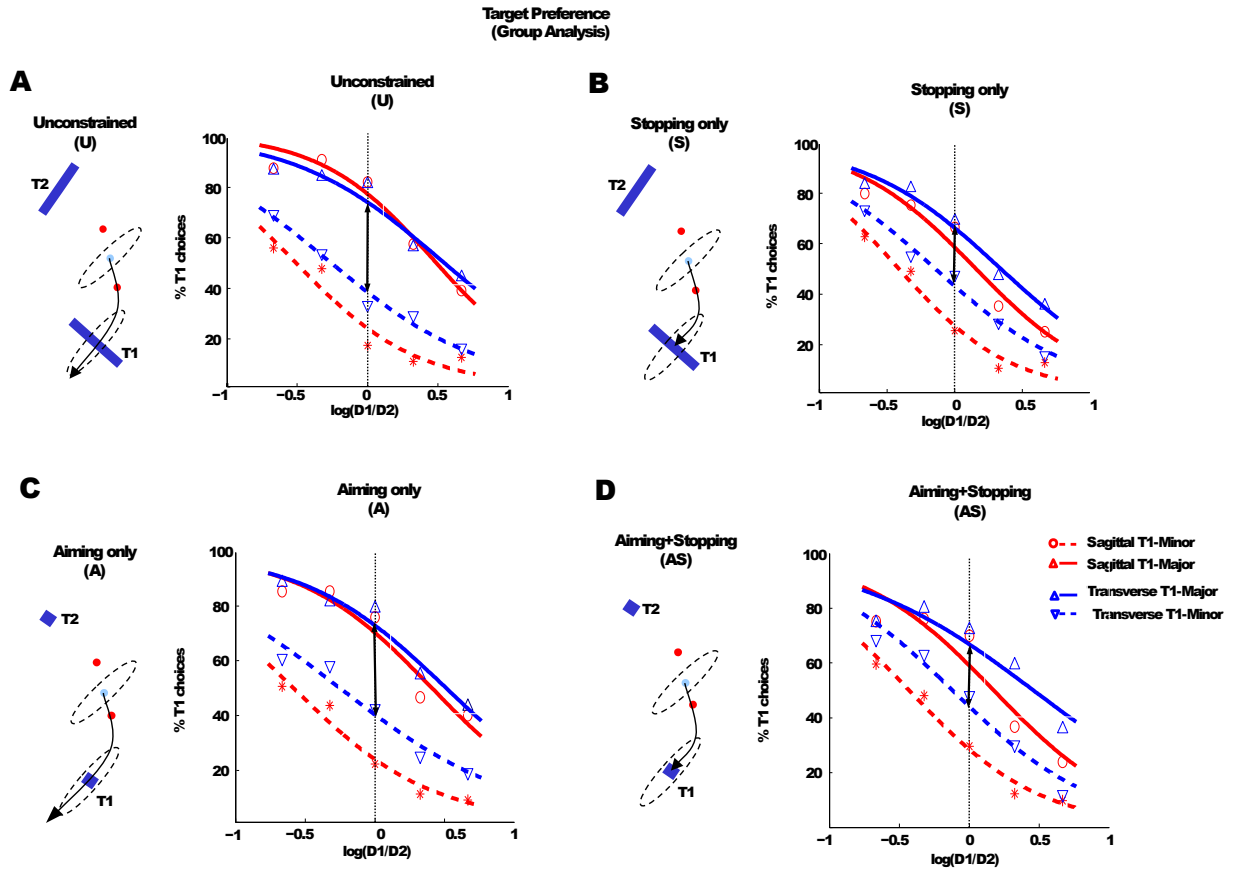 Target Preference
(Group Analysis)
A
Unconstrained
(U)
Unconstrained
(U)
T2
T1
% T1 choices
100
80
60
40
20
−1
−0.5
0
0.5
1
log(D1/D2)
B
Stopping only
(S)
Stopping only
(S)
T2
T1
% T1 choices
100
80
60
40
20
−1
−0.5
0
0.5
1
log(D1/D2)
C
Aiming only
(A)
Aiming only
(A)
T2
T1
% T1 choices
100
80
60
40
20
−1
−0.5
0
0.5
1
log(D1/D2)
D
Aiming+Stopping
(AS)
Aiming+Stopping
(AS)
T2
T1
% T1 choices
100
80
60
40
20
−1
−0.5
0
0.5
1
log(D1/D2)
Sagittal T1-Minor
Sagittal T1-Major
Transverse T1-Major
Transverse T1-Minor